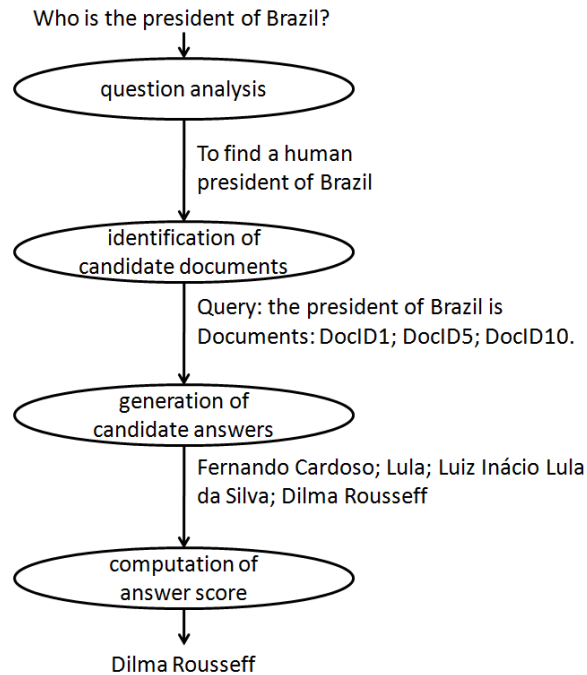 Who is the president of Brazil?
question analysis
To find a human
president of Brazil
identification of
candidate documents
Query: the president of Brazil is
Documents: DocID1; DocID5; DocID10.
generation of
candidate answers
Fernando Cardoso; Lula; Luiz Inácio Lula
da Silva; Dilma Rousseff
computation of
answer score
Dilma Rousseff